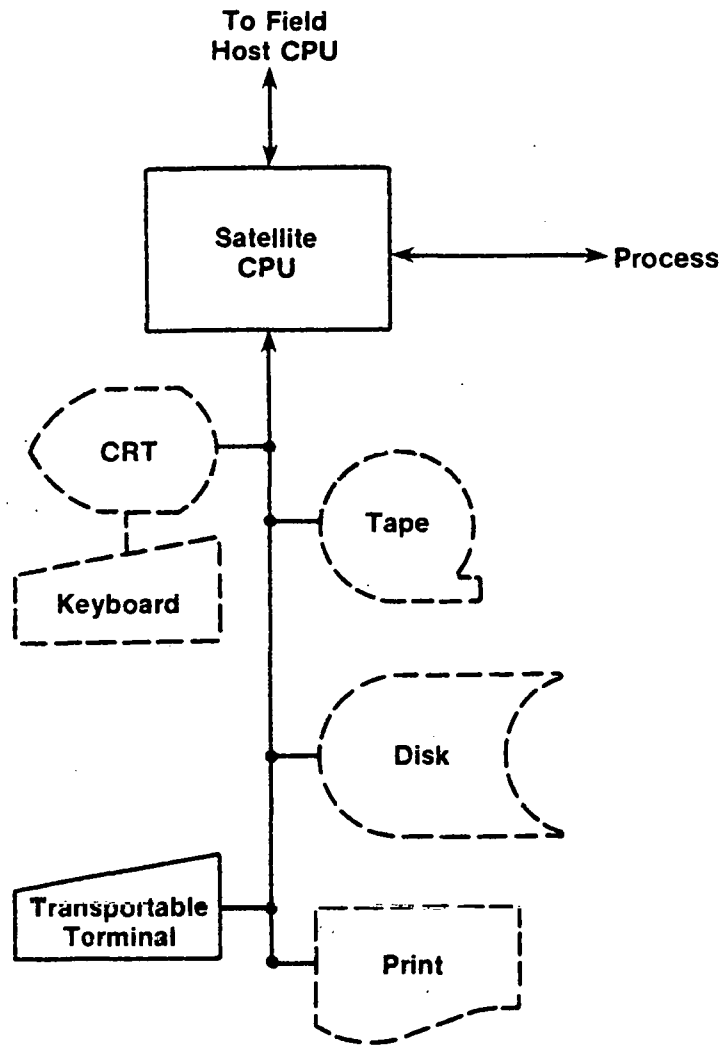 To Field
Host CPU
Satellite
CPU
Process
CRT
Tape
Keyboard
Disk
Transportable
Torminal
Print